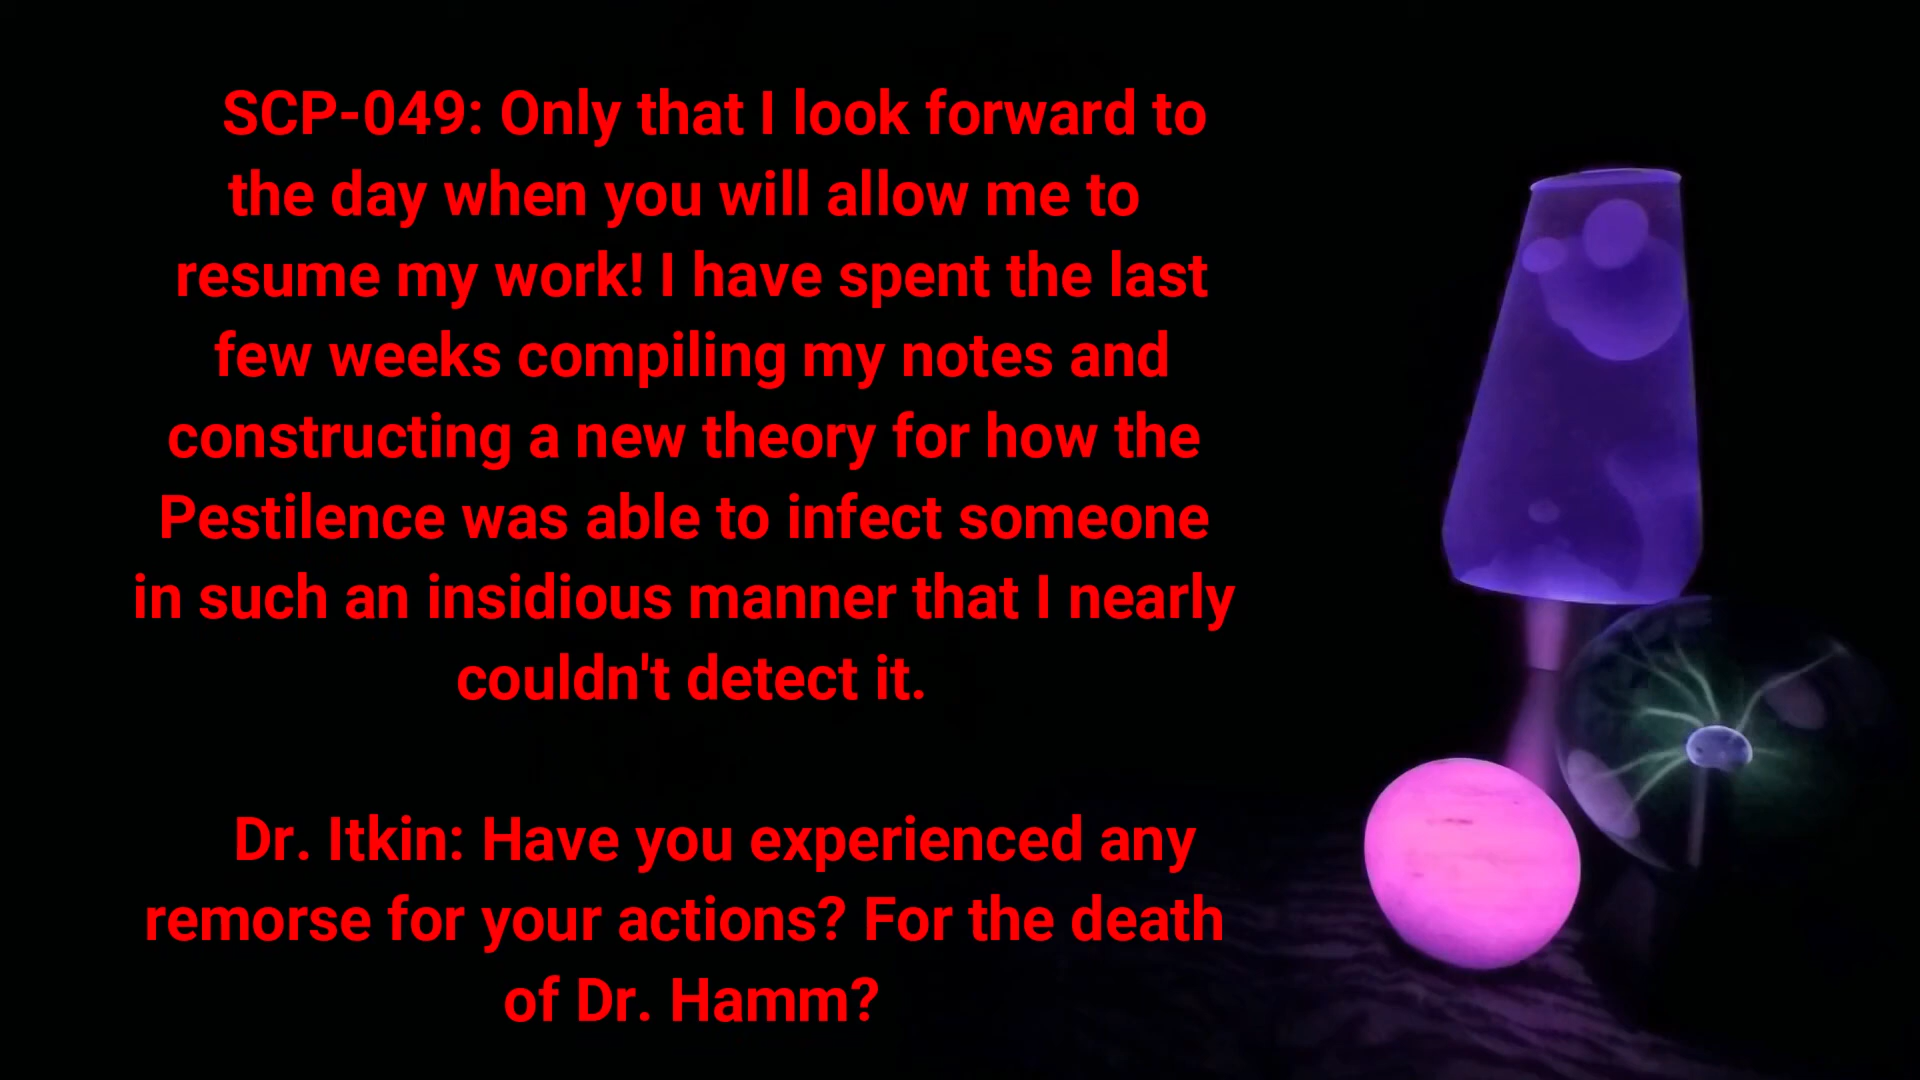 SCP-049: Only that I look forward to
the day when you will allow me to
resume my work! I have spent the last
few weeks compiling my notes and
constructing a new theory for how the
Pestilence was able to infect someone
in such an insidious manner that I nearly
couldn't detect it.
Dr. Itkin: Have you experienced any
remorse for your actions? For the death
of Dr. Hamm?